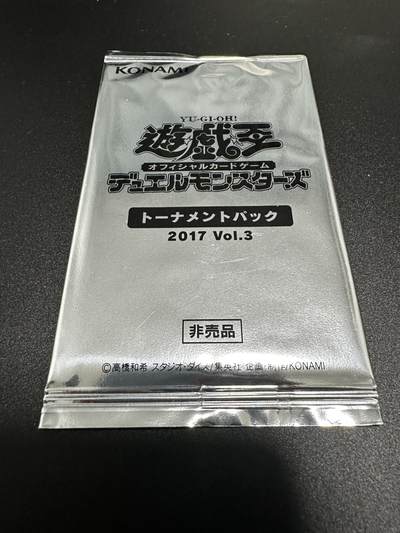 KONAMI
YU-GI-OH!
遊戯王
オフィシャルカードゲーム
デュエルモンスターズ
トーナメントパック
2017 Vol.3
非売品
©高橋和希 スタジオ・ダイス/集英社 企画・制作/KONAMI